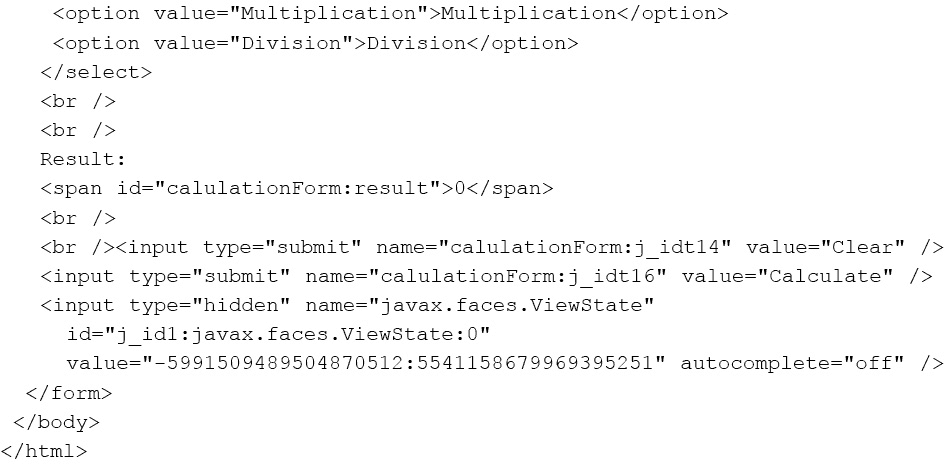 <option value="Multiplication">Multiplication</option>
<option value="Division">Division</option>
</select>
<br />
<br />
Result:
<span id="calulationForm:result">0</span>
<br />
<br /><input type="submit" name="calulationForm:j_idt14" value="Clear" />
<input type="submit" name="calulationForm:j_idt16" value="Calculate" />
<input type="hidden" name="javax.faces.ViewState"
id="j_id1:javax.faces.ViewState:0"
value="-5991509489504870512:5541158679969395251" autocomplete="off" />
</form>
</body>
</html>